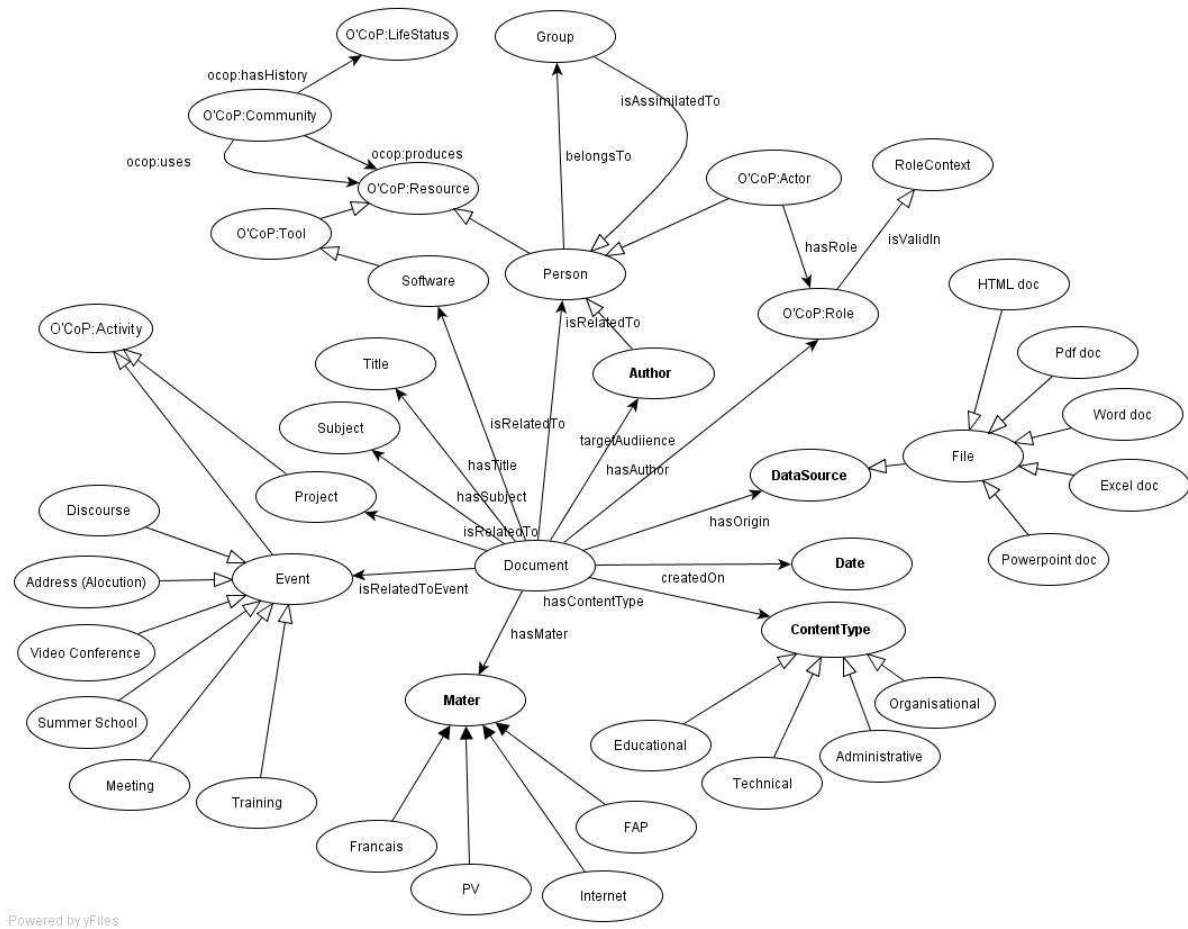 O'CoP:LifeStatus
Group
ocop:hasHistory
isAssimilatedTo
O'CoP:Community
ocop:uses
ocop:produces
belongsTo
RoleContext
O'CoP:Resource
O'CoP:Actor
O'CoP:Tool
hasRole
isValidIn
Software
Person
HTML doc
O'CoP:Activity
isRelatedTo
O'CoP:Role
Title
Author
Pdf doc
Subject
isRelatedTo
targetAudiience
Word doc
hasTitle
hasAuthor
DataSource
File
Project
hasSubject
Excel doc
Discourse
isRelatedTo
hasOrigin
Address (Alocution)
Event
isRelatedToEvent
Document
createdOn
Date
Powerpoint doc
hasContentType
hasMater
ContentType
Video Conference
Mater
Organisational
Summer School
Educational
Administrative
Meeting
Technical
Training
FAP
Francais
PV
Internet
Powered by yFiles